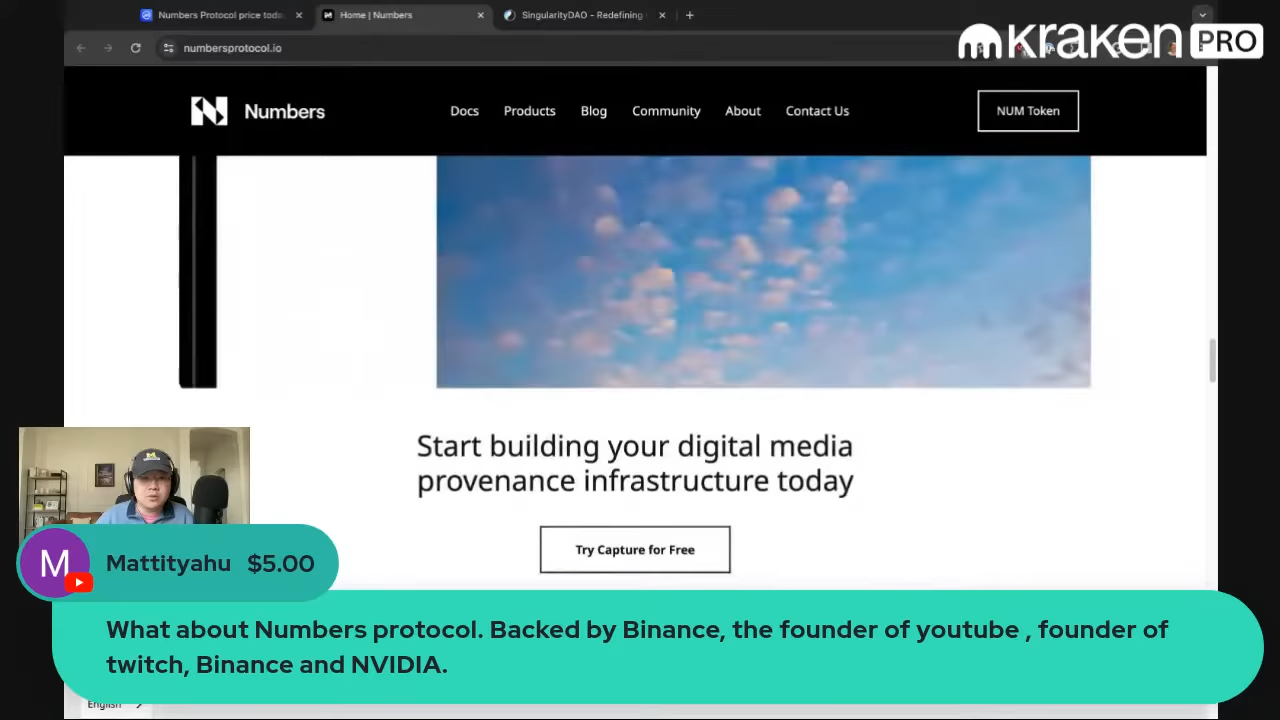 Numbers Protocol price today
Home | Numbers
SingularityDAO - Redefining
numbersprotocol.io
kraken PRO
Numbers
Docs
Products
Blog
Community
About
Contact Us
NUM Token
Start building your digital media
provenance infrastructure today
Try Capture for Free
M
Mattityahu $5.00
What about Numbers protocol. Backed by Binance, the founder of youtube , founder of
twitch, Binance and NVIDIA.
English